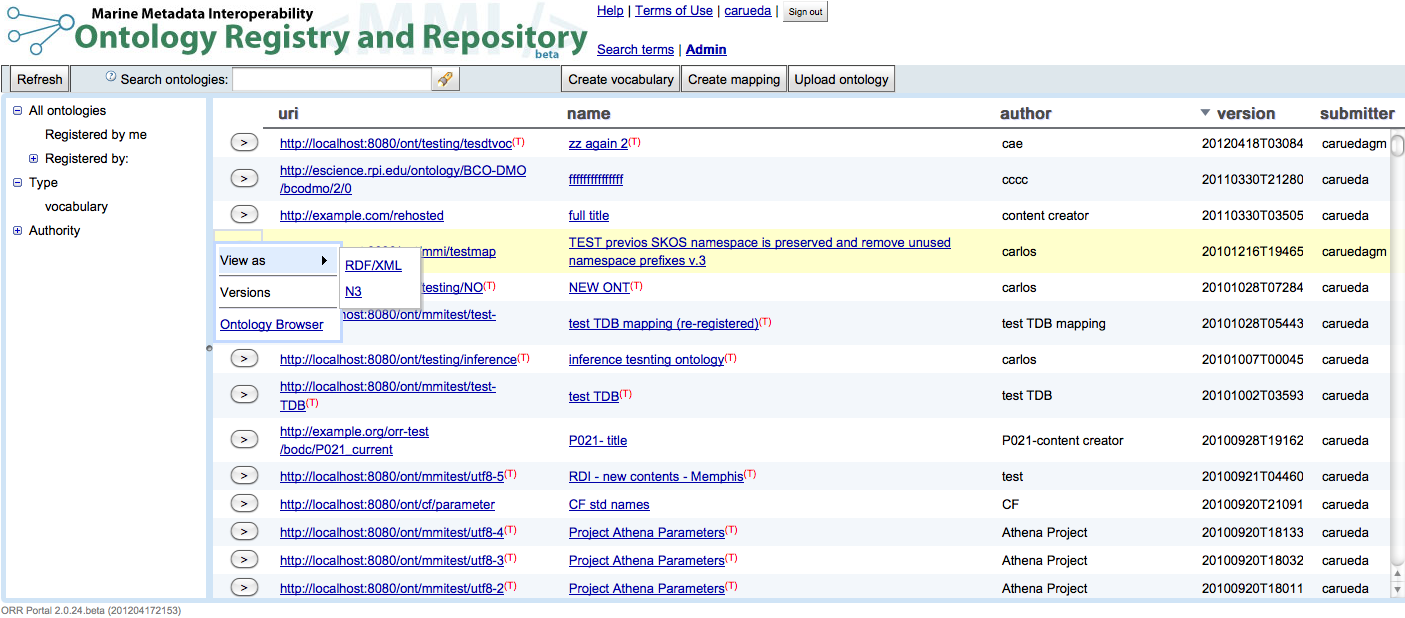 Marine Metadata Interoperability
Help | Terms of Use | carueda | Sign out
<MMI/>
Ontology Registry and Repository
beta
Search terms | Admin
Refresh
? Search ontologies:
Create vocabulary
Create mapping
Upload ontology
All ontologies
Registered by me
Registered by:
Type
vocabulary
Authority
uri name author version submitter
> http://localhost:8080/ont/testing/tesdtvoc(T) zz again 2(T) cae 20120418T03084 caruedagm
> http://escience.rpi.edu/ontology/BCO-DMO
/bcodmo/2/0 fffffffffffffff cccc 20110330T21280 carueda
> http://example.com/rehosted full title content creator 20110330T03505 carueda
mmi/testmap TEST previos SKOS namespace is preserved and remove unused
namespace prefixes v.3 carlos 20101216T19465 caruedagm
View as
RDF/XML
N3
Versions
Ontology Browser
testing/NO(T) NEW ONT(T) carlos 20101028T07284 carueda
host:8080/ont/mmitest/test- test TDB mapping (re-registered)(T) test TDB mapping 20101028T05443 carueda
> http://localhost:8080/ont/testing/inference(T) inference tesnting ontology(T) carlos 20101007T00045 carueda
> http://localhost:8080/ont/mmitest/test-
TDB(T) test TDB(T) test TDB 20101002T03593 carueda
> http://example.org/orr-test
/bodc/P021_current P021- title P021-content creator 20100928T19162 carueda
> http://localhost:8080/ont/mmitest/utf8-5(T) RDI - new contents - Memphis(T) test 20100921T04460 carueda
> http://localhost:8080/ont/cf/parameter CF std names CF 20100920T21091 carueda
> http://localhost:8080/ont/mmitest/utf8-4(T) Project Athena Parameters(T) Athena Project 20100920T18133 carueda
> http://localhost:8080/ont/mmitest/utf8-3(T) Project Athena Parameters(T) Athena Project 20100920T18032 carueda
> http://localhost:8080/ont/mmitest/utf8-2(T) Project Athena Parameters(T) Athena Project 20100920T18011 carueda
ORR Portal 2.0.24.beta (201204172153)